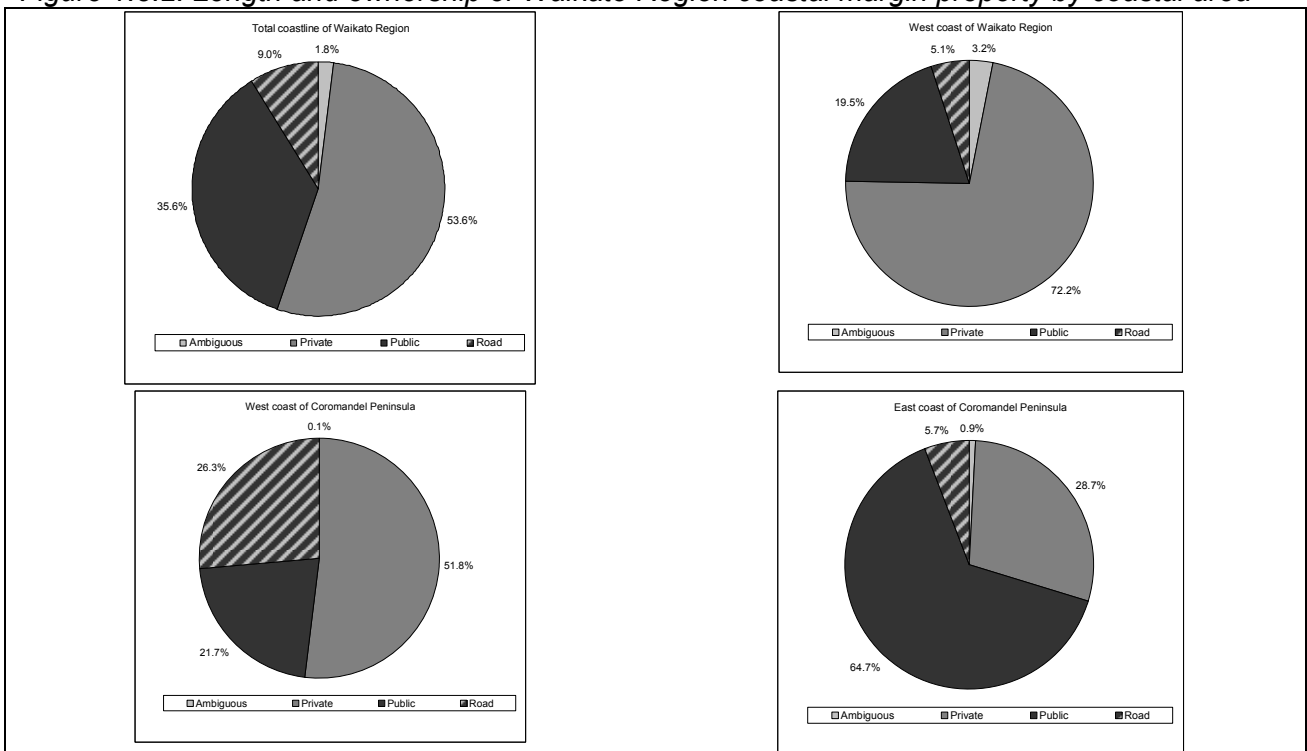 Length and ownership of Waikato Region coastal margin property by coastal area
Total coastline of Waikato Region
9.0% 1.8%
35.6%
53.6%
Ambiguous Private Public Road
West coast of Waikato Region
5.1% 3.2%
19.5%
72.2%
Ambiguous Private Public Road
West coast of Coromandel Peninsula
0.1%
26.3%
51.8%
21.7%
Ambiguous Private Public Road
East coast of Coromandel Peninsula
5.7% 0.9%
28.7%
64.7%
Ambiguous Private Public Road